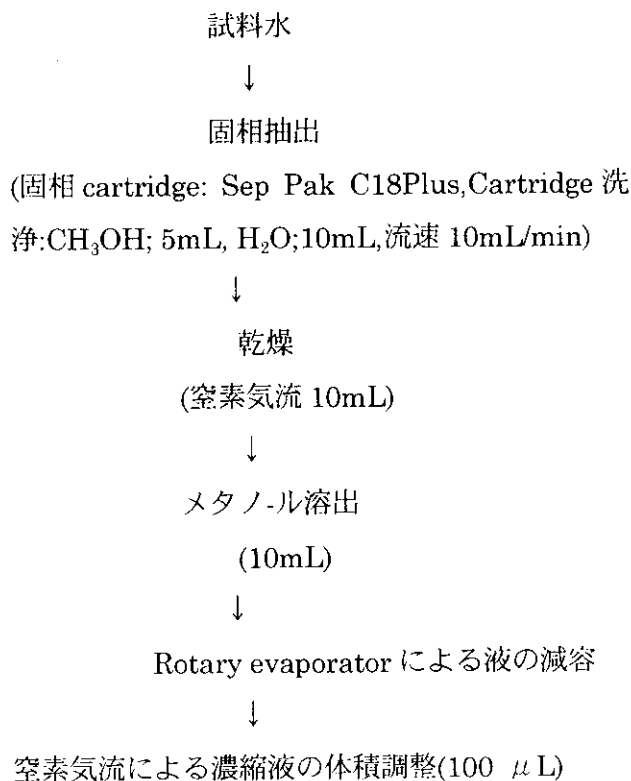 試料水
↓
固相抽出
(固相 cartridge: Sep Pak C18Plus,Cartridge 洗
浄:CH₃OH; 5mL, H₂O;10mL,流速 10mL/min)
↓
乾燥
(窒素気流 10mL)
↓
メタノ-ル溶出
(10mL)
↓
Rotary evaporator による液の減容
↓
窒素気流による濃縮液の体積調整(100 μL)